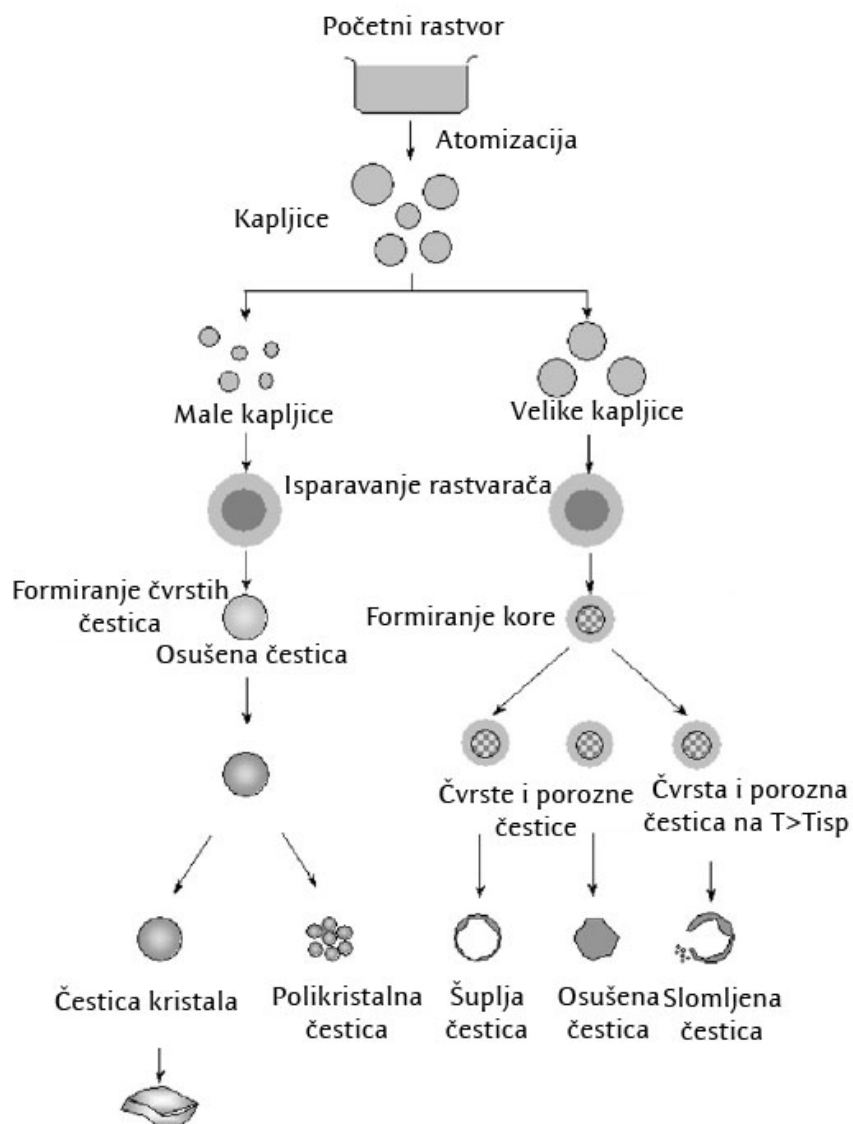 Početni rastvor
Atomizacija
Kapljice
Male kapljice
Velike kapljice
Isparavanje rastvarača
Formiranje čvrstih
čestica
Osušena čestica
Formiranje kore
Čvrste i porozne
čestice
Čvrsta i porozna
čestica na T>Tisp
Čestica kristala
Polikristalna
čestica
Šuplja
čestica
Osušena
čestica
Slomljena
čestica